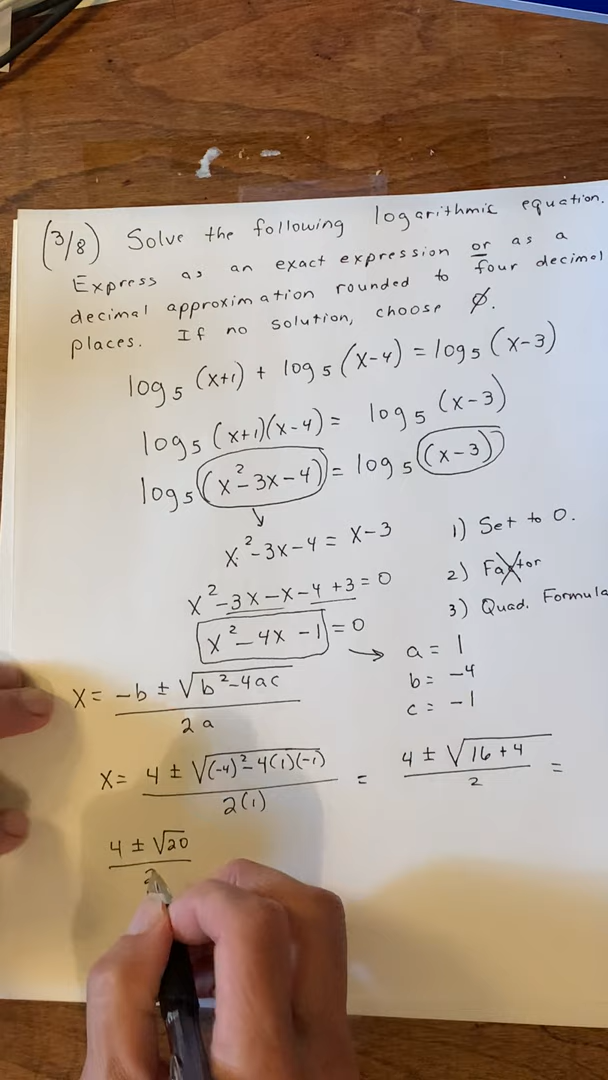 (3/8) Solve the following logarithmic equation.
Express as an exact expression or as a
decimal approximation rounded to four decimal
places. If no solution, choose ∅.
log₅ (x+1) + log₅ (x-4) = log₅ (x-3)
log₅ (x+1)(x-4) = log₅ (x-3)
log₅ (x²-3x-4) = log₅ (x-3)
x²-3x-4 = x-3
1) Set to 0.
x²-3x-x-4+3 = 0
2) Factor
x²-4x-1 = 0
3) Quad. Formula
→ a = 1
b = -4
c = -1
x = (-b ± √(b²-4ac))/(2a)
x = (4 ± √((-4)²-4(1)(-1)))/(2(1)) = (4 ± √(16+4))/2 =
(4 ± √20)/2